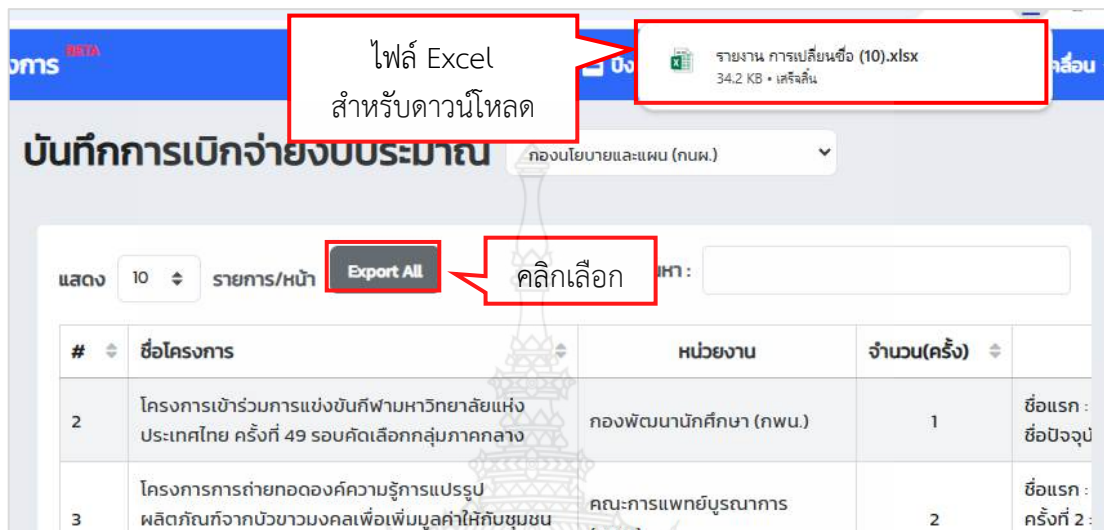 BETA
ไฟล์ Excel
สำหรับดาวน์โหลด
รายงาน การเปลี่ยนชื่อ (10).xlsx
34.2 KB • เสร็จสิ้น
บันทึกการเบิกจ่ายงบประมาณ
กองนโยบายและแผน (กนผ.)
แสดง 10 รายการ/หน้า Export All
คลิกเลือก
# ชื่อโครงการ หน่วยงาน จำนวน(ครั้ง)
2 โครงการเข้าร่วมการแข่งขันกีฬามหาวิทยาลัยแห่ง
ประเทศไทย ครั้งที่ 49 รอบคัดเลือกกลุ่มภาคกลาง
กองพัฒนานักศึกษา (กพน.) 1
ชื่อแรก :
ชื่อปัจจุบั
3 โครงการการถ่ายทอดองค์ความรู้การแปรรูป
ผลิตภัณฑ์จากบัวขาวมงคลเพื่อเพิ่มมูลค่าให้กับชุมชน
คณะการแพทย์บูรณาการ
2
ชื่อแรก :
ครั้งที่ 2 :